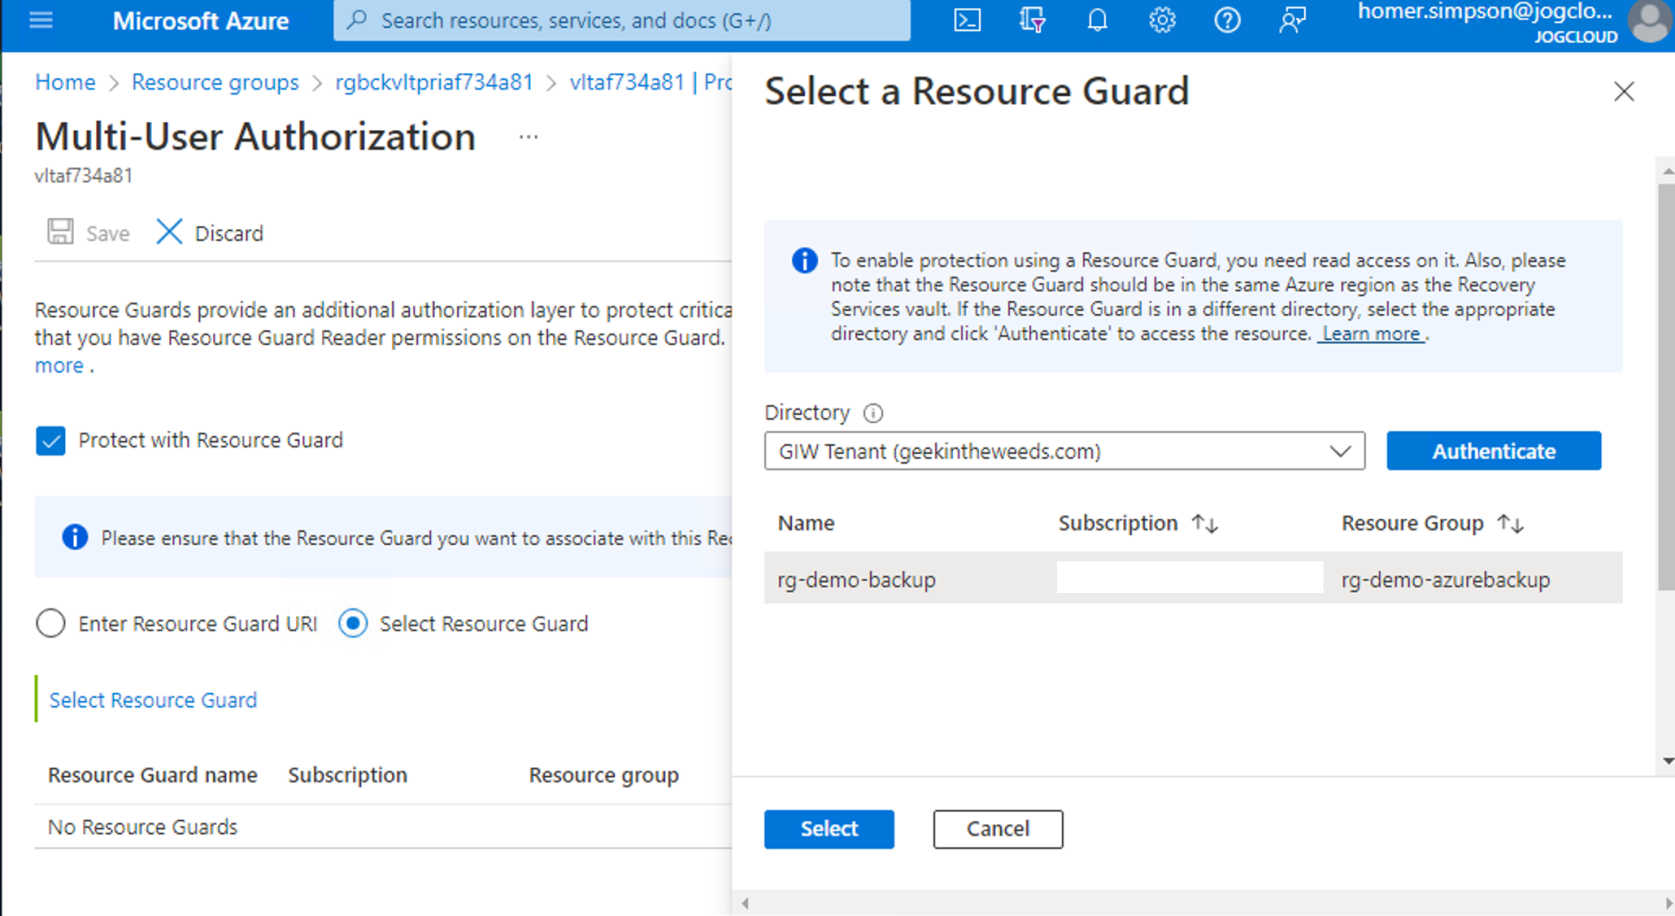 Microsoft Azure
Search resources, services, and docs (G+/)
homer.simpson@jogclo...
JOGCLOUD
Home > Resource groups > rgbckvltpriaf734a81 > vltaf734a81 | Pro
Multi-User Authorization ...
vltaf734a81
Save Discard
Resource Guards provide an additional authorization layer to protect critica
that you have Resource Guard Reader permissions on the Resource Guard.
more .
Protect with Resource Guard
Please ensure that the Resource Guard you want to associate with this Rec
Enter Resource Guard URI Select Resource Guard
Select Resource Guard
Resource Guard name Subscription Resource group
No Resource Guards
Select a Resource Guard
To enable protection using a Resource Guard, you need read access on it. Also, please
note that the Resource Guard should be in the same Azure region as the Recovery
Services vault. If the Resource Guard is in a different directory, select the appropriate
directory and click 'Authenticate' to access the resource. Learn more .
Directory
GIW Tenant (geekintheweeds.com) Authenticate
Name Subscription ↑↓ Resoure Group ↑↓
rg-demo-backup rg-demo-azurebackup
Select Cancel